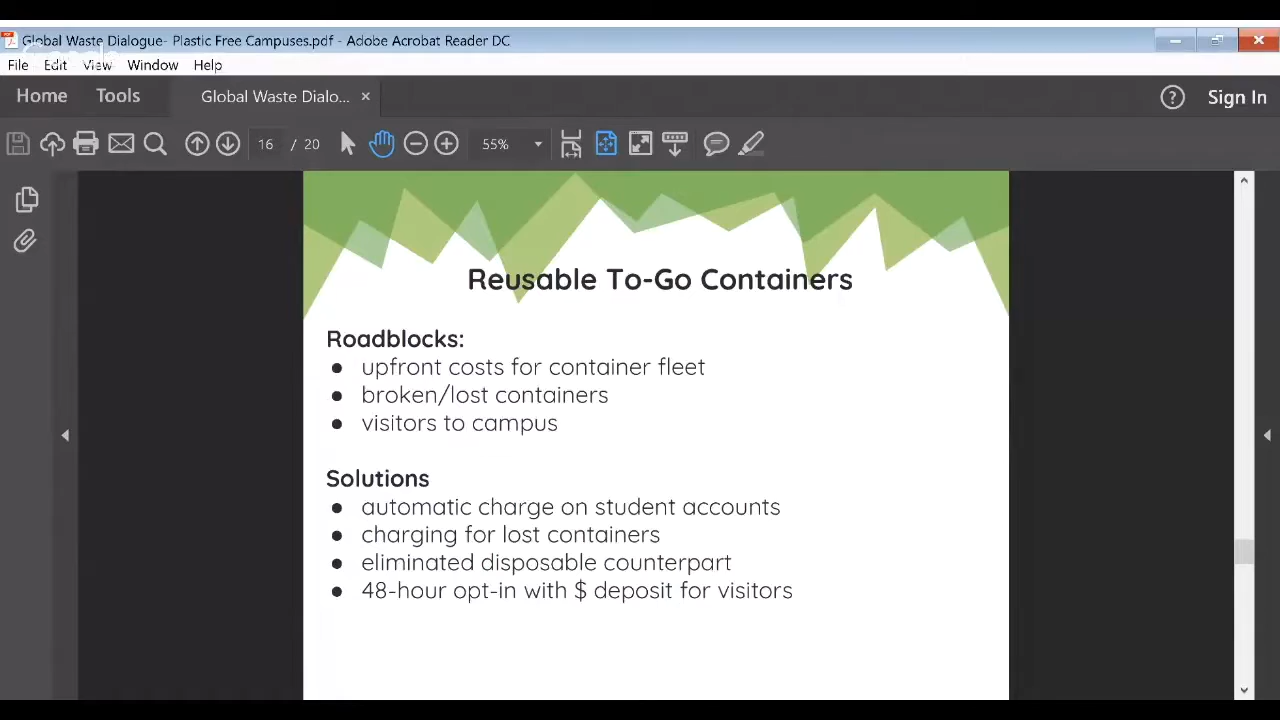 Global Waste Dialogue- Plastic Free Campuses.pdf - Adobe Acrobat Reader DC
File Edit View Window Help
Home Tools Global Waste Dialo... × Sign In
16 / 20 55%
Reusable To-Go Containers
Roadblocks:
● upfront costs for container fleet
● broken/lost containers
● visitors to campus
Solutions
● automatic charge on student accounts
● charging for lost containers
● eliminated disposable counterpart
● 48-hour opt-in with $ deposit for visitors